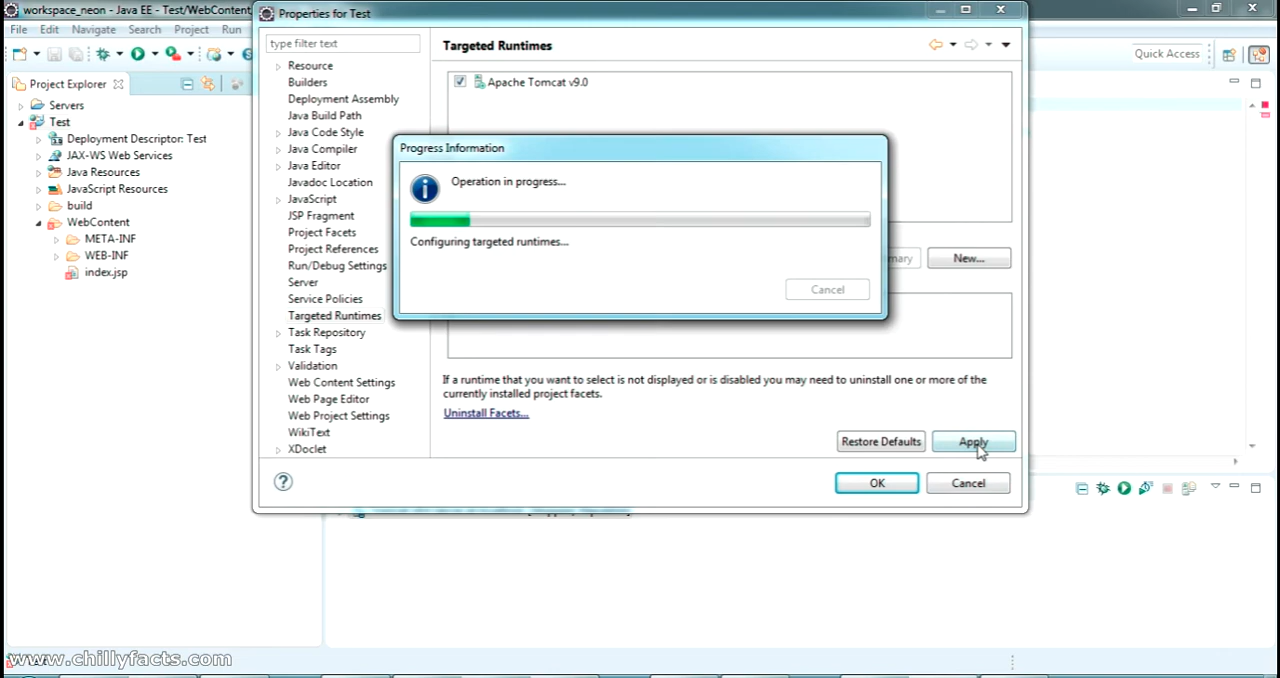 workspace_neon - Java EE - Test/WebContent
File Edit Navigate Search Project Run
Quick Access
Project Explorer
Servers
Test
Deployment Descriptor: Test
JAX-WS Web Services
Java Resources
JavaScript Resources
build
WebContent
META-INF
WEB-INF
index.jsp
Properties for Test
type filter text
Resource
Builders
Deployment Assembly
Java Build Path
Java Code Style
Java Compiler
Java Editor
Javadoc Location
JavaScript
JSP Fragment
Project Facets
Project References
Run/Debug Settings
Server
Service Policies
Targeted Runtimes
Task Repository
Task Tags
Validation
Web Content Settings
Web Page Editor
Web Project Settings
WikiText
XDoclet
Targeted Runtimes
Apache Tomcat v9.0
Progress Information
Operation in progress...
Configuring targeted runtimes...
Cancel
New...
If a runtime that you want to select is not displayed or is disabled you may need to uninstall one or more of the
currently installed project facets.
Uninstall Facets...
Restore Defaults Apply
OK Cancel
www.chillyfacts.com